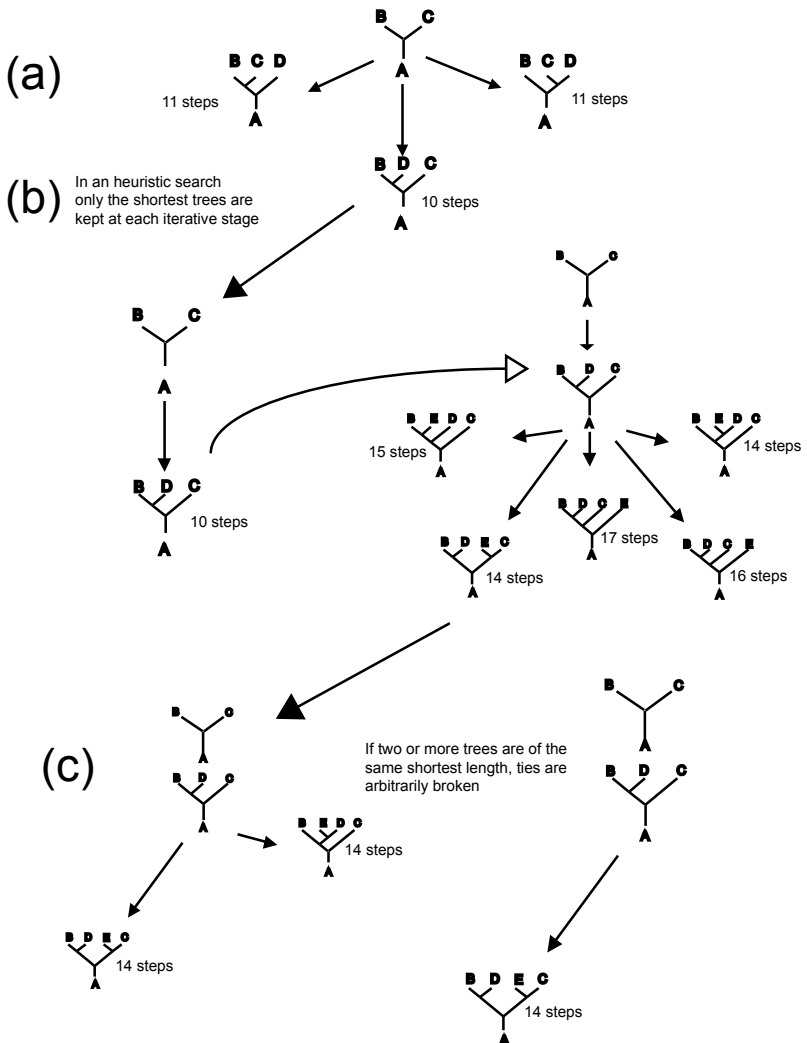 B C
A
(a)
B C D
11 steps
A
B C D
11 steps
A
B D C
10 steps
A
(b)
In an heuristic search
only the shortest trees are
kept at each iterative stage
B C
A
B C
A
B D C
A
B E D C
15 steps
A
B E D C
14 steps
A
B D C
10 steps
A
B D C E
17 steps
A
B D E C
14 steps
A
B D C E
16 steps
A
(c)
B C
A
If two or more trees are of the
same shortest length, ties are
arbitrarily broken
B C
A
B D C
A
B D C
A
B E D C
14 steps
A
B D E C
14 steps
A
B D E C
14 steps
A